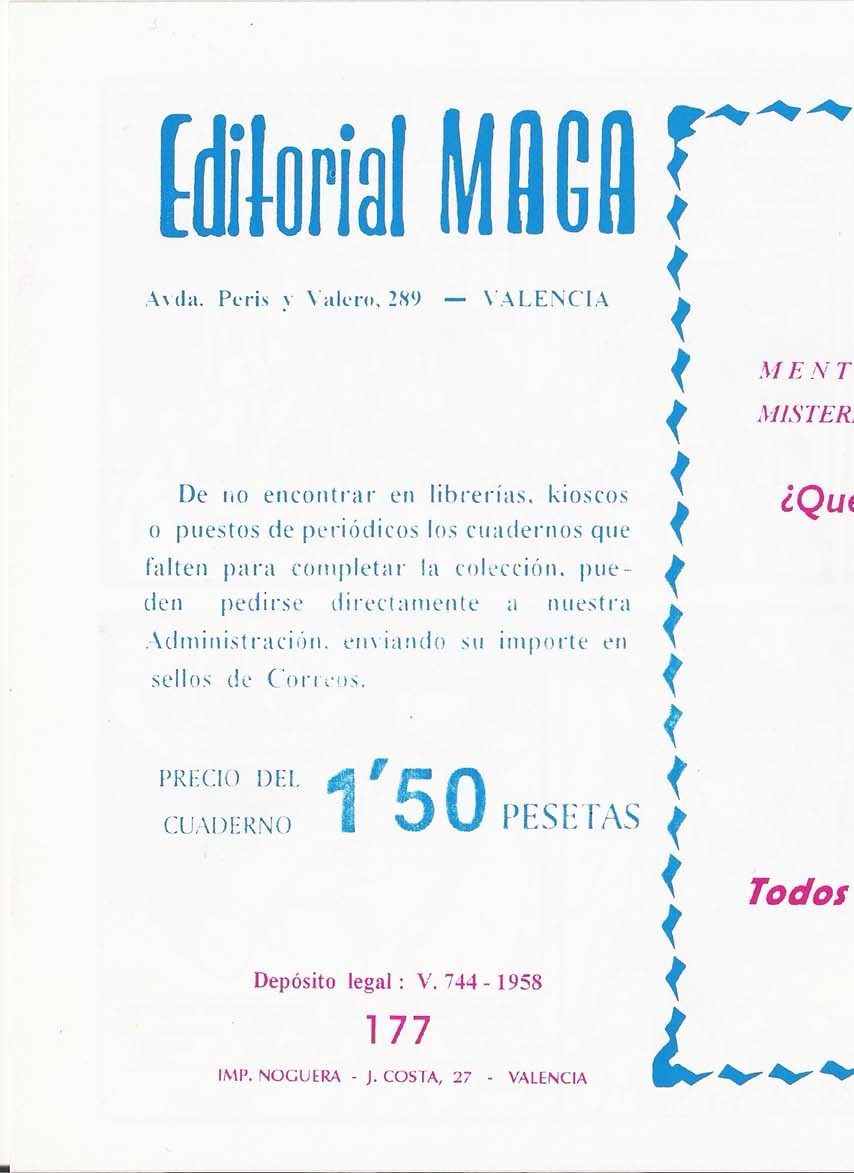 Editorial MAGA
Avda. Peris y Valero, 289 — VALENCIA
De no encontrar en librerías, kioscos
o puestos de periódicos los cuadernos que
falten para completar la colección, pue-
den pedirse directamente a nuestra
Administración, enviando su importe en
sellos de Correos.
PRECIO DEL
CUADERNO 1'50 PESETAS
Depósito legal : V. 744 - 1958
177
IMP. NOGUERA - J. COSTA, 27 - VALENCIA
MENT
MISTER
¿Que
Todos